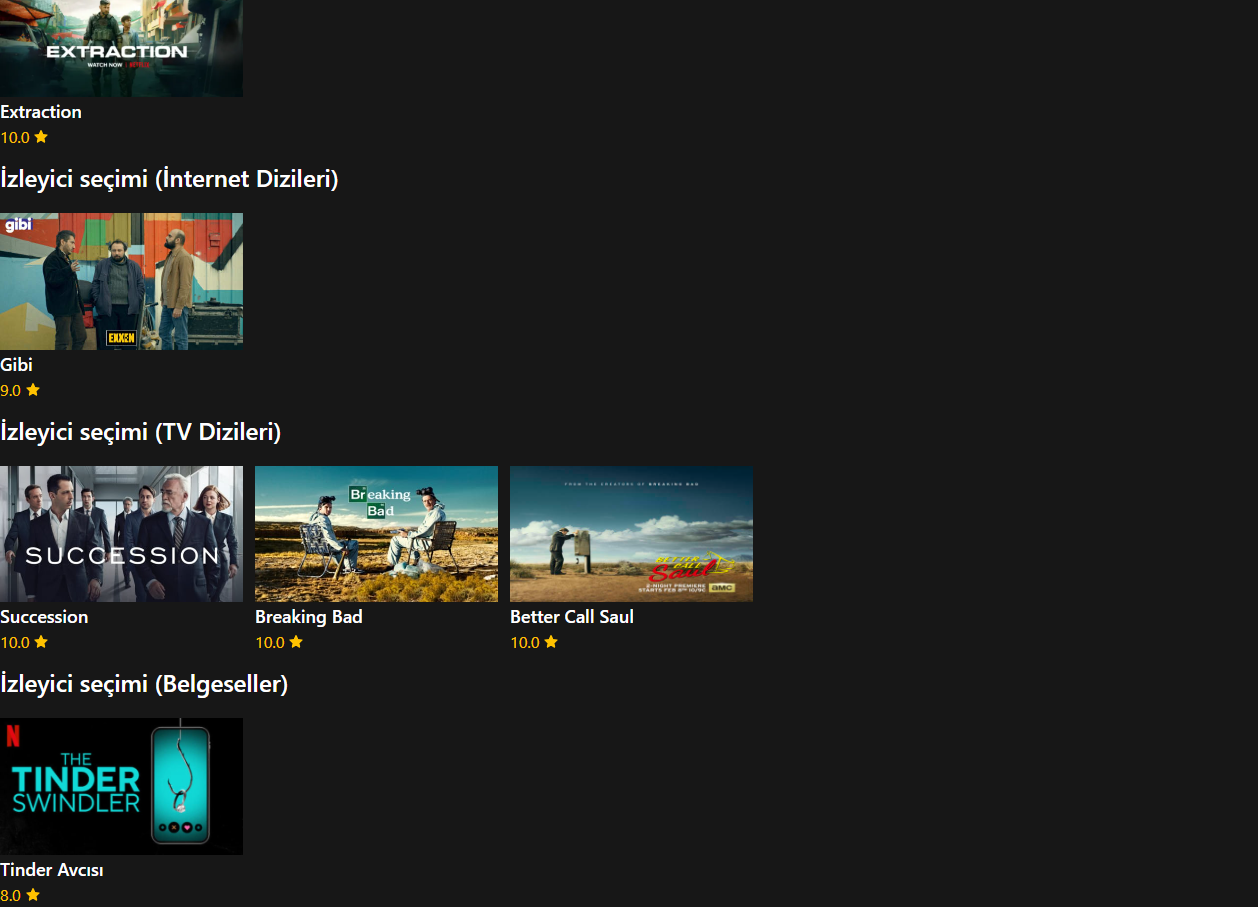 EXTRACTION
WATCH NOW
Extraction
10.0
İzleyici seçimi (İnternet Dizileri)
gibi
EXXEN
Gibi
9.0
İzleyici seçimi (TV Dizileri)
SUCCESSION
Breaking
Bad
FROM THE CREATORS OF BREAKING BAD
BETTER
CALL
Saul
2-NIGHT PREMIERE
STARTS FEB 8TH 10/9C
AMC
Succession
Breaking Bad
Better Call Saul
10.0
10.0
10.0
İzleyici seçimi (Belgeseller)
N
THE
TINDER
SWINDLER
Tinder Avcısı
8.0